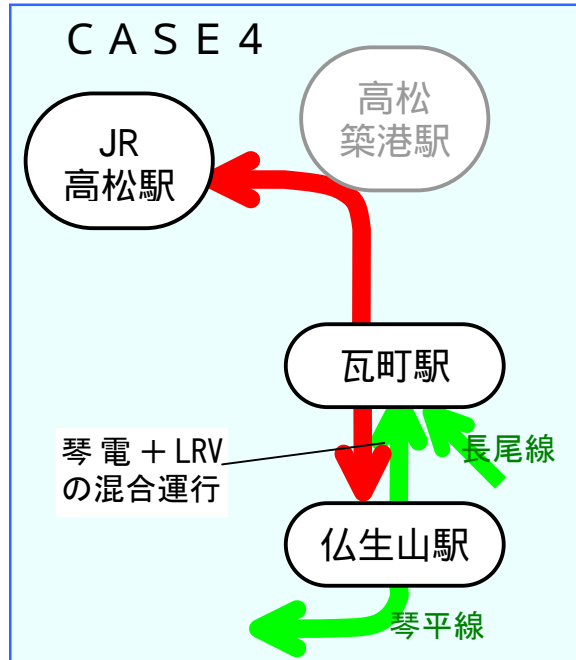 ＣＡＳＥ４
高松
築港駅
JR
高松駅
瓦町駅
琴電＋LRV
の混合運行
長尾線
仏生山駅
琴平線